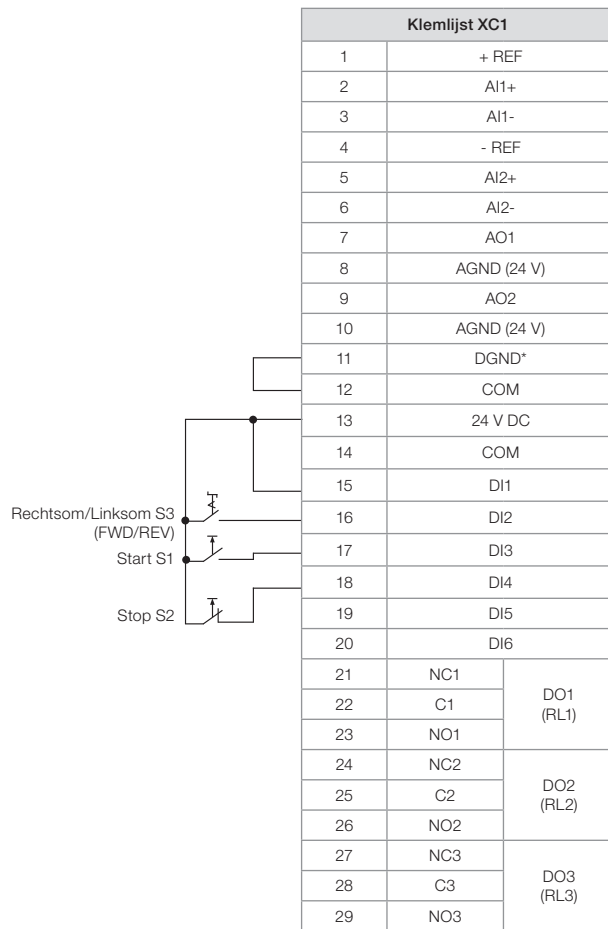 Klemlijst XC1
1 + REF
2 AI1+
3 AI1-
4 - REF
5 AI2+
6 AI2-
7 AO1
8 AGND (24 V)
9 AO2
10 AGND (24 V)
11 DGND*
12 COM
13 24 V DC
14 COM
15 DI1
Rechtsom/Linksom S3
(FWD/REV)
16 DI2
Start S1
17 DI3
18 DI4
Stop S2
19 DI5
20 DI6
21 NC1
22 C1
23 NO1
DO1
(RL1)
24 NC2
25 C2
26 NO2
DO2
(RL2)
27 NC3
28 C3
29 NO3
DO3
(RL3)